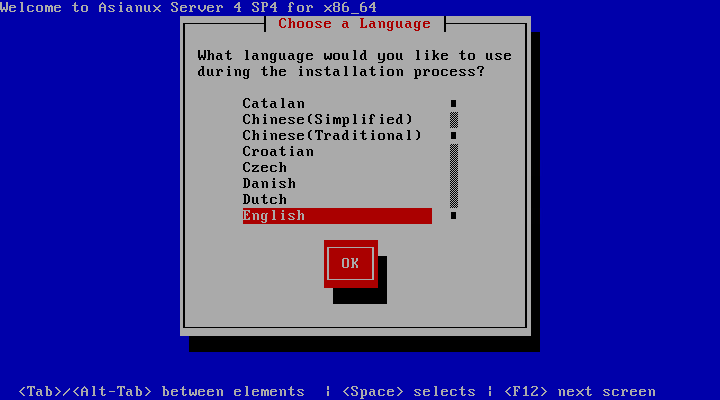 Welcome to Asianux Server 4 SP4 for x86_64
Choose a Language
What language would you like to use
during the installation process?
Catalan
Chinese(Simplified)
Chinese(Traditional)
Croatian
Czech
Danish
Dutch
English
OK
<Tab>/<Alt-Tab> between elements | <Space> selects | <F12> next screen